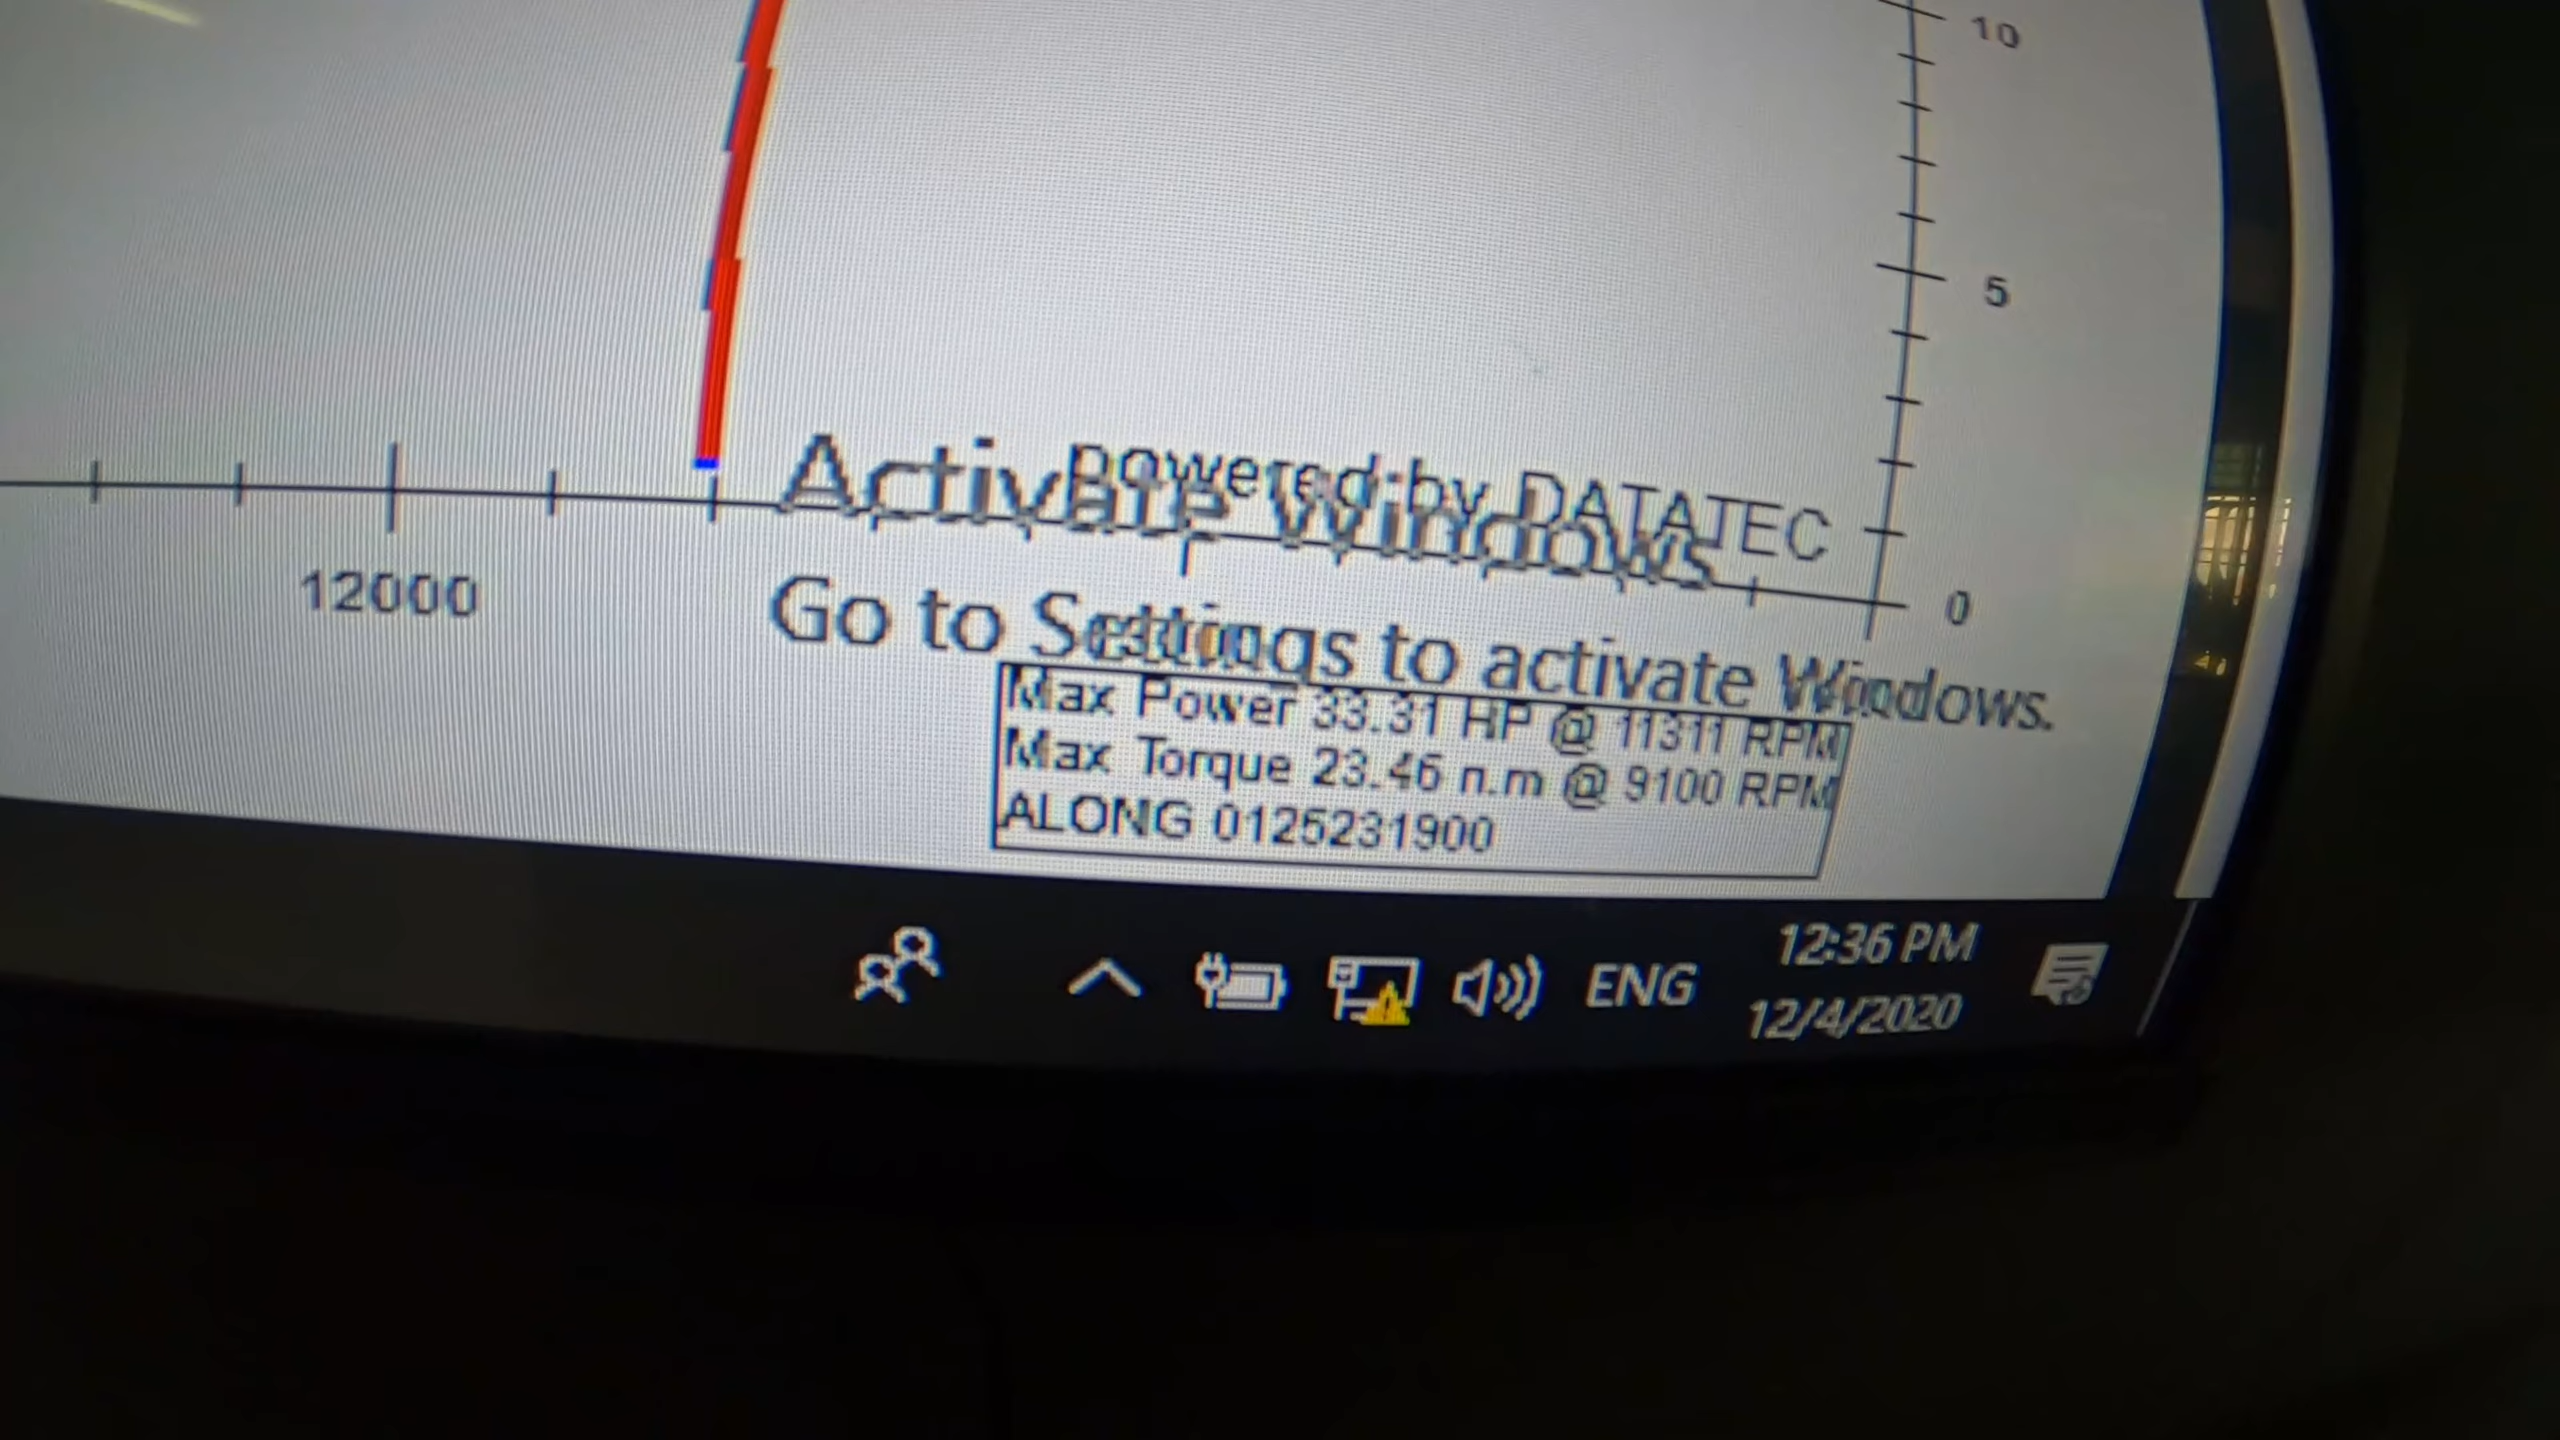 10
5
Powered by DATATEC
Activate Windows
0
12000
Go to Settings to activate Windows.
Max Power 33.31 HP @ 11311 RPM
Max Torque 23.46 n.m @ 9100 RPM
ALONG 0125231900
ENG
12:36 PM
12/4/2020